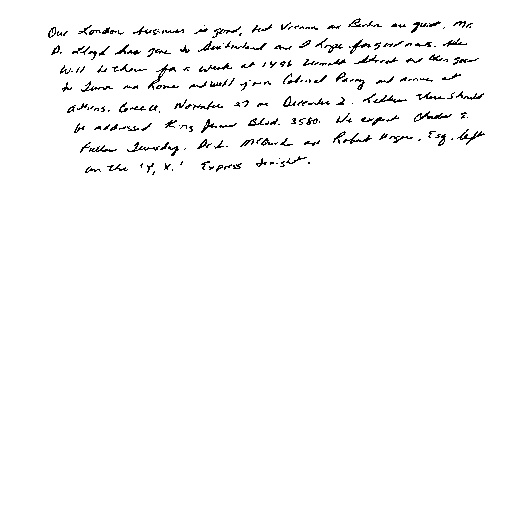 Our London business is good, but Vienna and Berlin are quiet. Mr.
D. Lloyd has gone to Switzerland and I hope for good news. He
will be there for a week at 1496 Zermott Street and then goes
to Turin and Rome and will join Colonel Parry and arrive at
Athens, Greece, November 27 or December 2. Letters there should
be addressed King James Blvd. 3580. We expect Charles E.
Fuller Tuesday. Dr. L. McQuaid and Robert Unger, Esq. left
on the 'Y, X.' Express tonight.